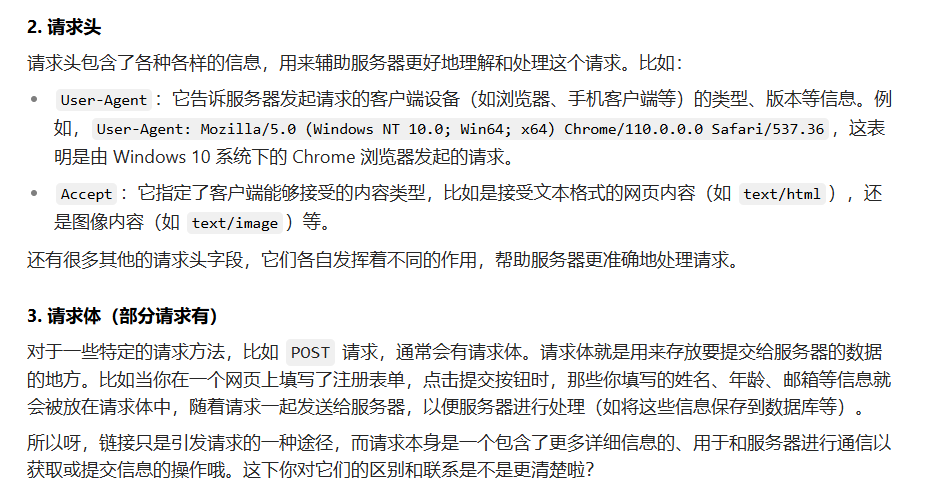 2. 请求头
请求头包含了各种各样的信息，用来辅助服务器更好地理解和处理这个请求。比如：
• User-Agent：它告诉服务器发起请求的客户端设备（如浏览器、手机客户端等）的类型、版本等信息。例
如，User-Agent: Mozilla/5.0 (Windows NT 10.0; Win64; x64) Chrome/110.0.0.0 Safari/537.36，这表
明是由 Windows 10 系统下的 Chrome 浏览器发起的请求。
• Accept：它指定了客户端能够接受的内容类型，比如是接受文本格式的网页内容（如 text/html），还
是图像内容（如 text/image）等。
还有很多其他的请求头字段，它们各自发挥着不同的作用，帮助服务器更准确地处理请求。
3. 请求体（部分请求有）
对于一些特定的请求方法，比如 POST 请求，通常会有请求体。请求体就是用来存放要提交给服务器的数据
的地方。比如当你在一个网页上填写了注册表单，点击提交按钮时，那些你填写的姓名、年龄、邮箱等信息就
会被放在请求体中，随着请求一起发送给服务器，以便服务器进行处理（如将这些信息保存到数据库等）。
所以呀，链接只是引发请求的一种途径，而请求本身是一个包含了更多详细信息的、用于和服务器进行通信以
获取或提交信息的操作哦。这下你对它们的区别和联系是不是更清楚啦？